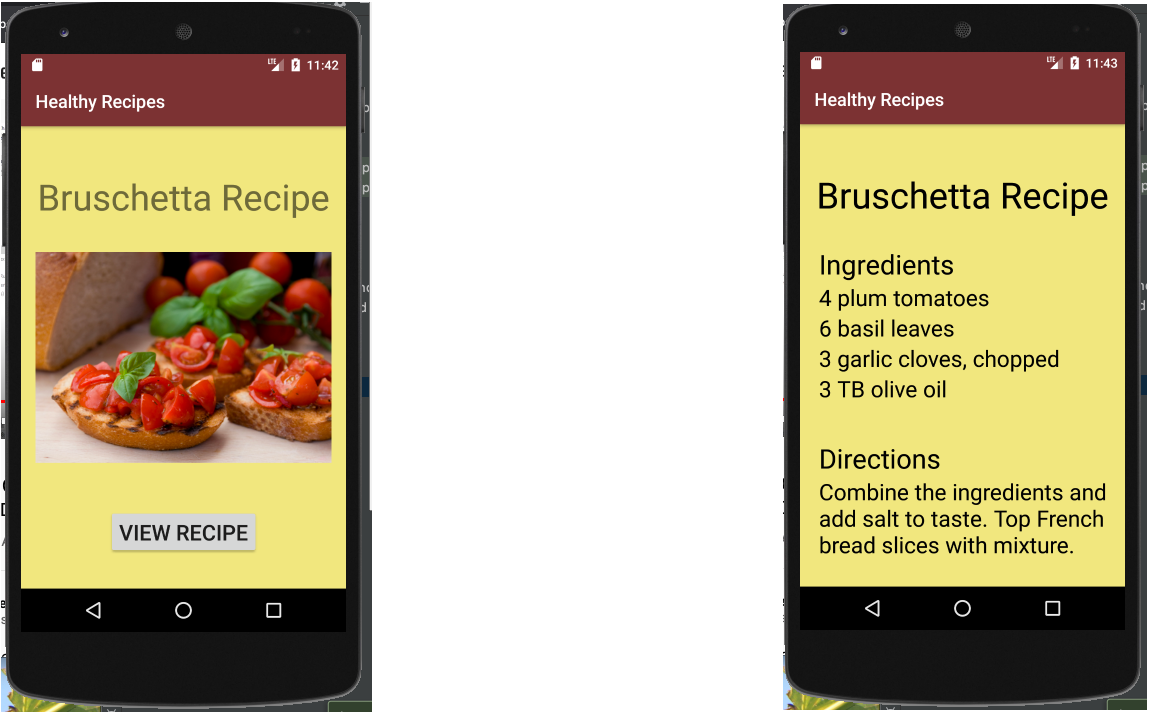 LTE 11:42
Healthy Recipes
Bruschetta Recipe
VIEW RECIPE
LTE 11:43
Healthy Recipes
Bruschetta Recipe
Ingredients
4 plum tomatoes
6 basil leaves
3 garlic cloves, chopped
3 TB olive oil
Directions
Combine the ingredients and
add salt to taste. Top French
bread slices with mixture.